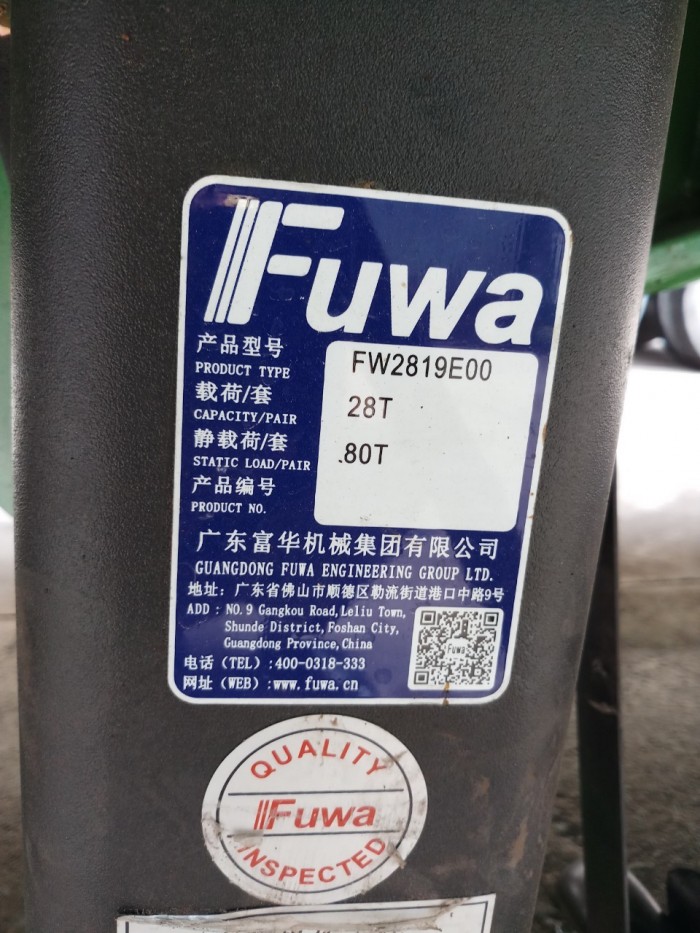 Fuwa
产品型号
PRODUCT TYPE
FW2819E00
载荷/套
CAPACITY/PAIR
28T
静载荷/套
STATIC LOAD/PAIR
80T
产品编号
PRODUCT NO.
广东富华机械集团有限公司
GUANGDONG FUWA ENGINEERING GROUP LTD.
地址：广东省佛山市顺德区勒流街道港口中路9号
ADD : NO.9 Gangkou Road,Leliu Town,
Shunde District,Foshan City,
Guangdong Province,China
电话（TEL）:400-0318-333
网址（WEB）:www.fuwa.cn
Fuwa
QUALITY
Fuwa
INSPECTED